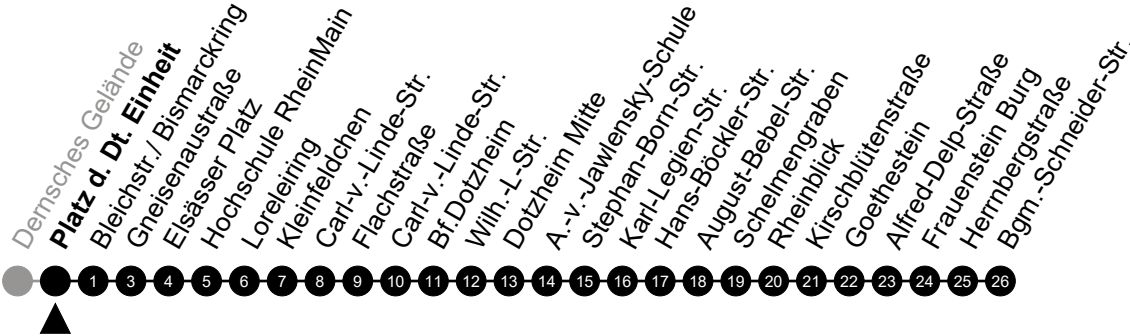 Dernsches Gelände
Platz d. Dt. Einheit
Bleichstr./ Bismarckring
Gneisenaustraße
Elsässer Platz
Hochschule RheinMain
Loreleiring
Kleinfeldchen
Carl-v.-Linde-Str.
Flachstraße
Carl-v.-Linde-Str.
Bf.Dotzheim
Wilh.-L-Str.
Dotzheim Mitte
A.-v.-Jawlensky-Schule
Stephan-Born-Str.
Karl-Legien-Str.
Hans-Böckler-Str.
August-Bebel-Str.
Schelmengraben
Rheinblick
Kirschblütenstraße
Goethestein
Alfred-Delp-Straße
Frauenstein Burg
Herrnbergstraße
Bgm.-Schneider-Str.
1 3 4 5 6 7 8 9 10 11 12 13 14 15 16 17 18 19 20 21 22 23 24 25 26